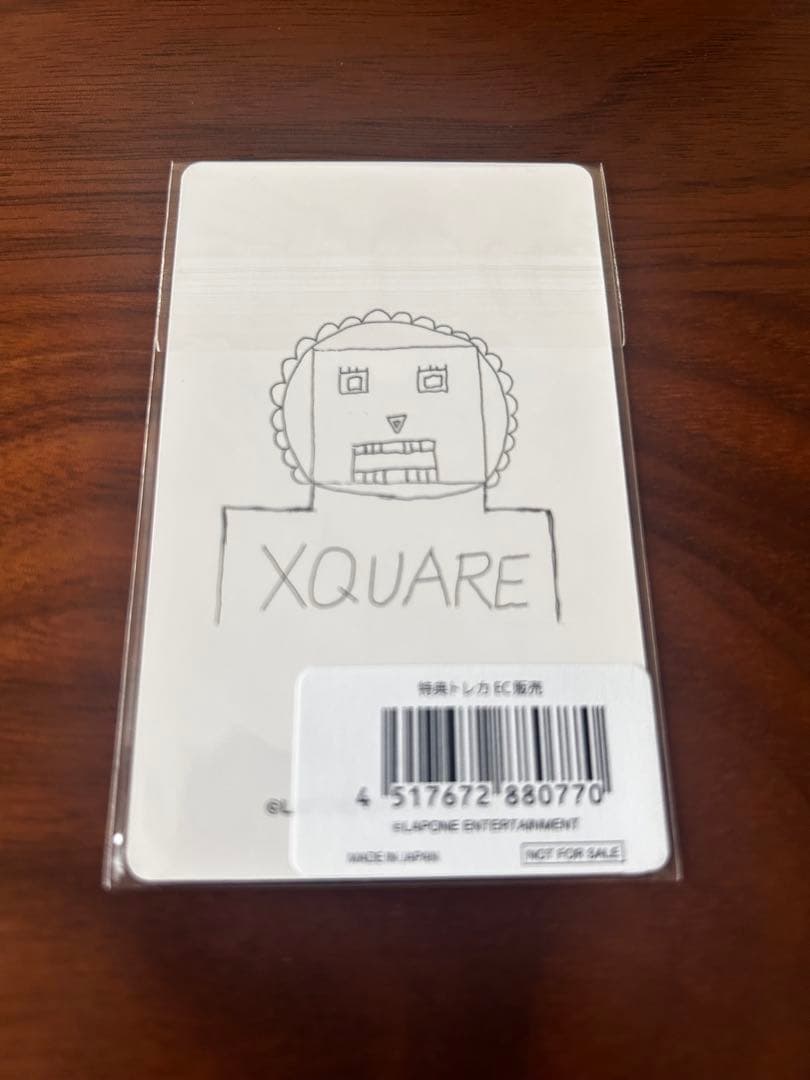 XQUARE
特典トレカ EC販売
4 517672 880770
©L
©LAPONE ENTERTAINMENT
MADE IN JAPAN
NOT FOR SALE